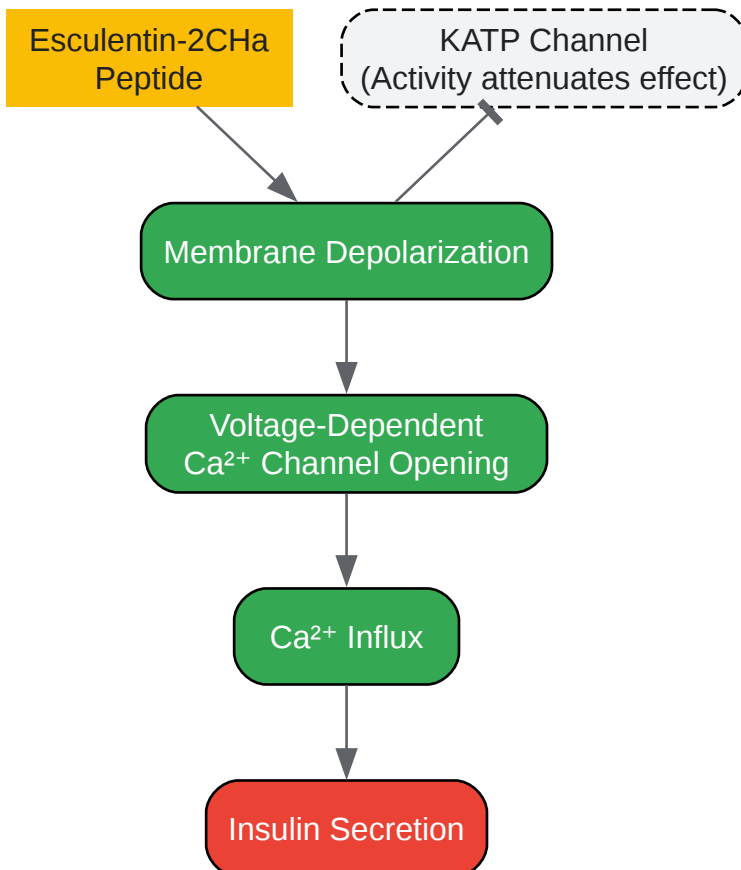 Esculentin-2CHa
Peptide
KATP Channel
(Activity attenuates effect)
Membrane Depolarization
Voltage-Dependent
Ca²⁺ Channel Opening
Ca²⁺ Influx
Insulin Secretion